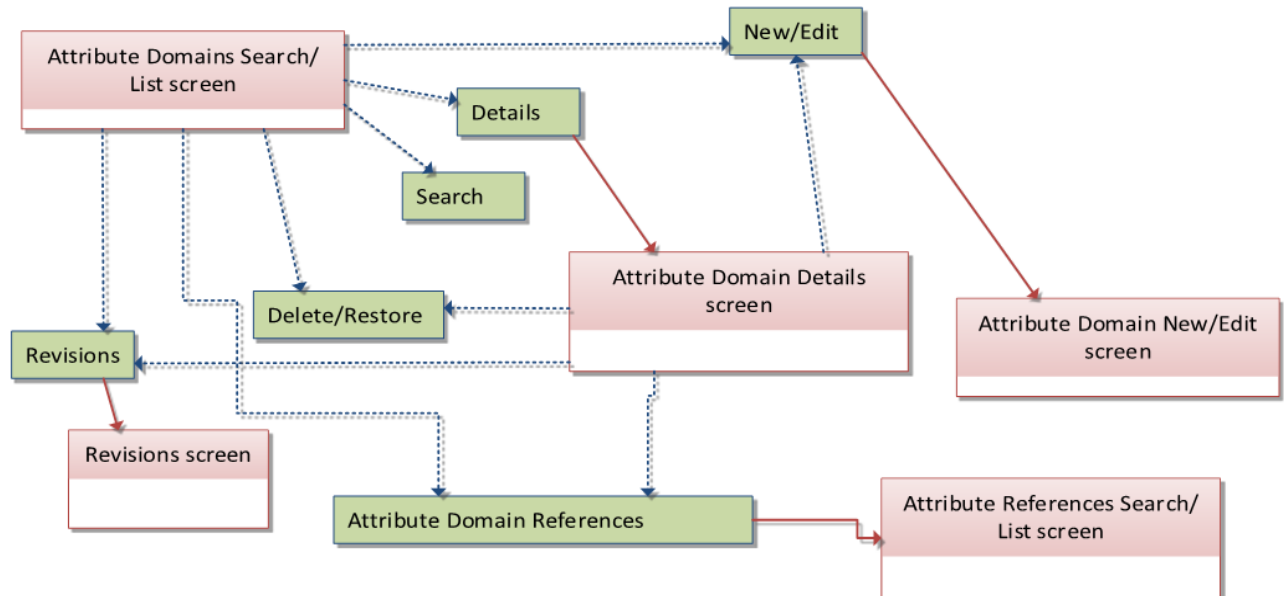 New/Edit
Attribute Domains Search/
List screen
Details
Search
Attribute Domain Details
screen
Delete/Restore
Attribute Domain New/Edit
screen
Revisions
Revisions screen
Attribute Domain References
Attribute References Search/
List screen